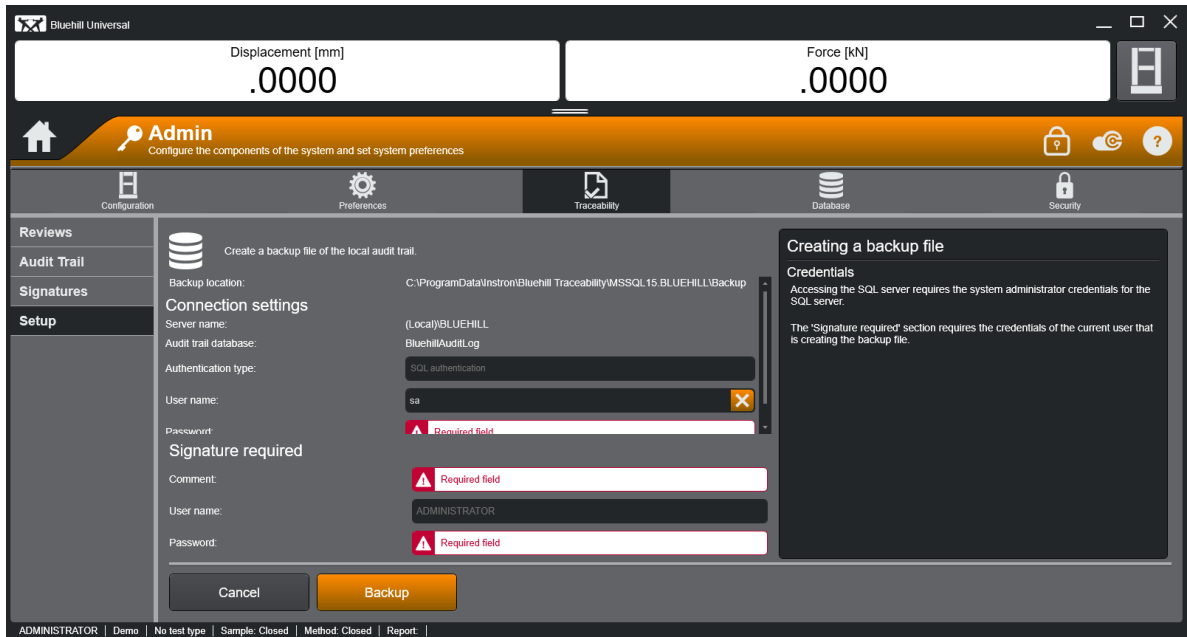 Bluehill Universal
Displacement [mm]
.0000
Force [kN]
.0000
Admin
Configure the components of the system and set system preferences
?
Configuration
Preferences
Traceability
Database
Security
Reviews
Audit Trail
Signatures
Setup
Create a backup file of the local audit trail.
Backup location: C:\ProgramData\Instron\Bluehill Traceability\MSSQL15.BLUEHILL\Backup
Connection settings
Server name: (Local)\BLUEHILL
Audit trail database: BluehillAuditLog
Authentication type: SQL authentication
User name: sa
Password: Required field
Signature required
Comment: Required field
User name: ADMINISTRATOR
Password: Required field
Cancel
Backup
Creating a backup file
Credentials
Accessing the SQL server requires the system administrator credentials for the
SQL server.
The 'Signature required' section requires the credentials of the current user that
is creating the backup file.
ADMINISTRATOR | Demo | No test type | Sample: Closed | Method: Closed | Report: |